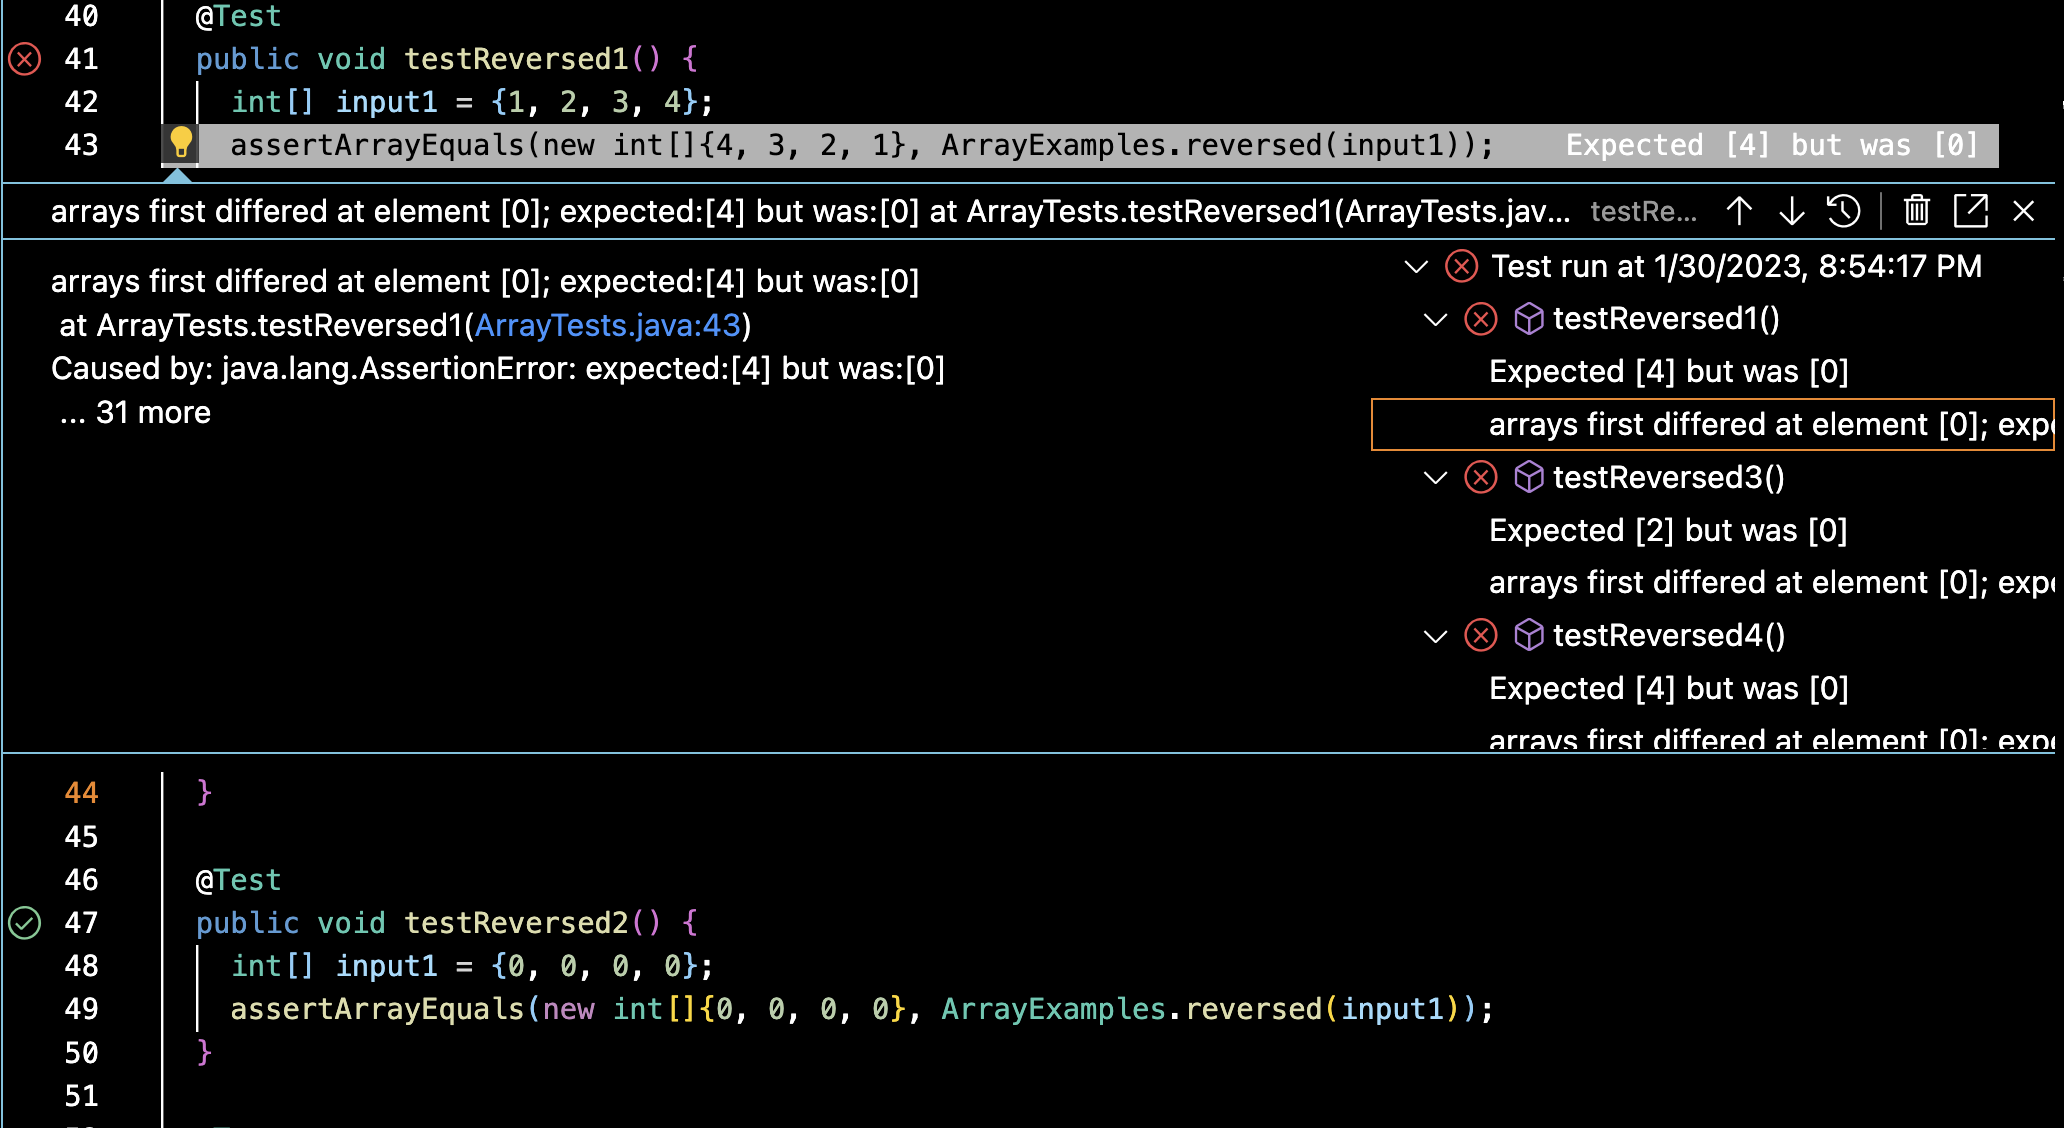 40 @Test
41 public void testReversed1() {
42 int[] input1 = {1, 2, 3, 4};
43 assertArrayEquals(new int[]{4, 3, 2, 1}, ArrayExamples.reversed(input1)); Expected [4] but was [0]
arrays first differed at element [0]; expected:[4] but was:[0] at ArrayTests.testReversed1(ArrayTests.jav... testRe...
arrays first differed at element [0]; expected:[4] but was:[0]
at ArrayTests.testReversed1(ArrayTests.java:43)
Caused by: java.lang.AssertionError: expected:[4] but was:[0]
... 31 more
Test run at 1/30/2023, 8:54:17 PM
testReversed1()
Expected [4] but was [0]
arrays first differed at element [0]; expe
testReversed3()
Expected [2] but was [0]
arrays first differed at element [0]; expe
testReversed4()
Expected [4] but was [0]
arrays first differed at element [0]; expe
44 }
45
46 @Test
47 public void testReversed2() {
48 int[] input1 = {0, 0, 0, 0};
49 assertArrayEquals(new int[]{0, 0, 0, 0}, ArrayExamples.reversed(input1));
50 }
51